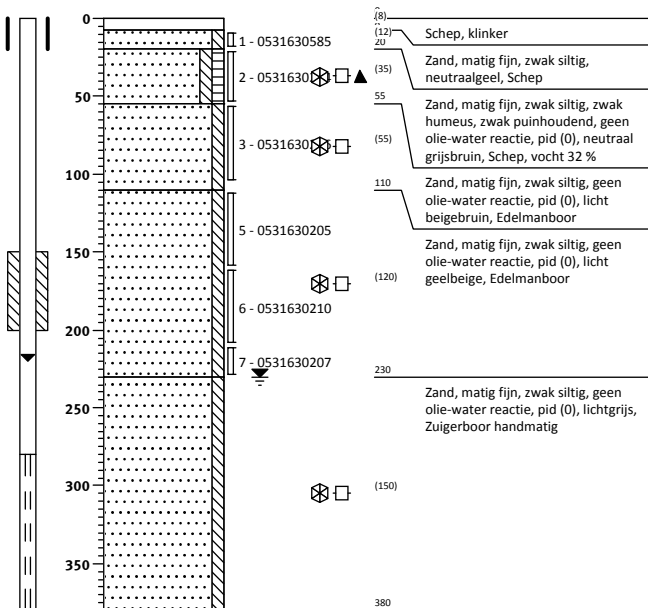 0
50
100
150
200
250
300
350
1 - 0531630585
2 - 0531630
3 - 0531630
5 - 0531630205
6 - 0531630210
7 - 0531630207
(8)
(12)
20
(35)
55
(55)
110
(120)
230
(150)
380
Schep, klinker
Zand, matig fijn, zwak siltig,
neutraalgeel, Schep
Zand, matig fijn, zwak siltig, zwak
humeus, zwak puinhoudend, geen
olie-water reactie, pid (0), neutraal
grijsbruin, Schep, vocht 32 %
Zand, matig fijn, zwak siltig, geen
olie-water reactie, pid (0), licht
beigebruin, Edelmanboor
Zand, matig fijn, zwak siltig, geen
olie-water reactie, pid (0), licht
geelbeige, Edelmanboor
Zand, matig fijn, zwak siltig, geen
olie-water reactie, pid (0), lichtgrijs,
Zuigerboor handmatig